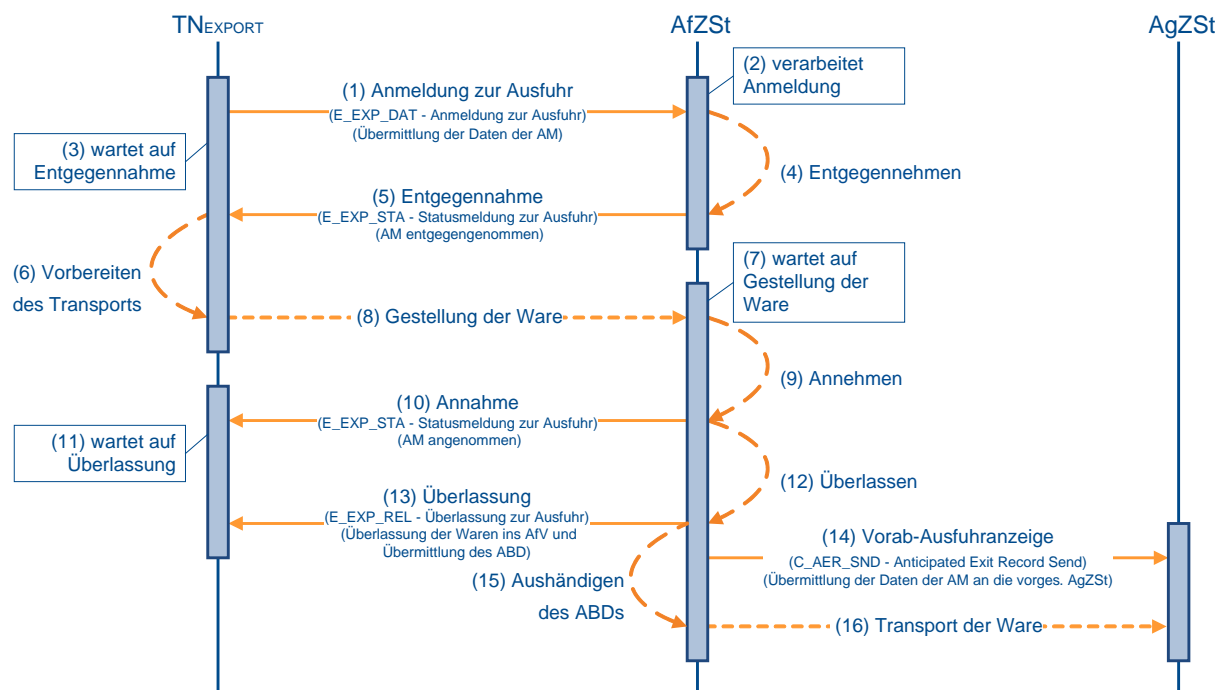 TNEXPORT
AfZSt
AgZSt
(1) Anmeldung zur Ausfuhr
(E_EXP_DAT - Anmeldung zur Ausfuhr)
(Übermittlung der Daten der AM)
(2) verarbeitet
Anmeldung
(3) wartet auf
Entgegennahme
(4) Entgegennehmen
(5) Entgegennahme
(E_EXP_STA - Statusmeldung zur Ausfuhr)
(AM entgegengenommen)
(6) Vorbereiten
des Transports
(7) wartet auf
Gestellung der
Ware
(8) Gestellung der Ware
(9) Annehmen
(10) Annahme
(E_EXP_STA - Statusmeldung zur Ausfuhr)
(AM angenommen)
(11) wartet auf
Überlassung
(12) Überlassen
(13) Überlassung
(E_EXP_REL - Überlassung zur Ausfuhr)
(Überlassung der Waren ins AfV und
Übermittlung des ABD)
(14) Vorab-Ausfuhranzeige
(C_AER_SND - Anticipated Exit Record Send)
(Übermittlung der Daten der AM an die vorges. AgZSt)
(15) Aushändigen
des ABDs
(16) Transport der Ware